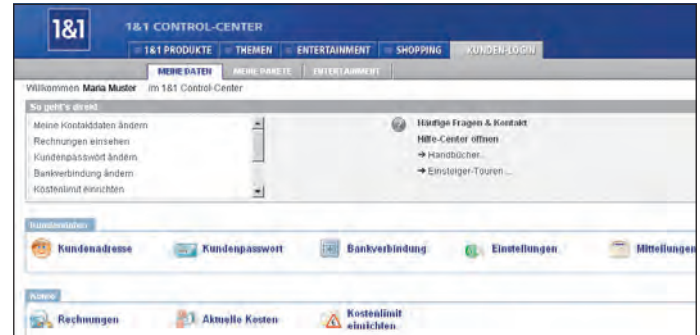 1&1
1&1 CONTROL-CENTER
1&1 PRODUKTE THEMEN ENTERTAINMENT SHOPPING KUNDEN-LOGIN
MEINE DATEN MEINE PAKETE ENTERTAINMENT
Willkommen Maria Muster im 1&1 Control-Center
So geht's direkt
Meine Kontaktdaten ändern
Rechnungen einsehen
Kundenpasswort ändern
Bankverbindung ändern
Kostenlimit einrichten
Häufige Fragen & Kontakt
Hilfe-Center öffnen
→ Handbücher...
→ Einsteiger-Touren...
Kundendaten
Kundenadresse Kundenpasswort Bankverbindung Einstellungen Mitteilungen
Konto
Rechnungen Aktuelle Kosten Kostenlimit
einrichten